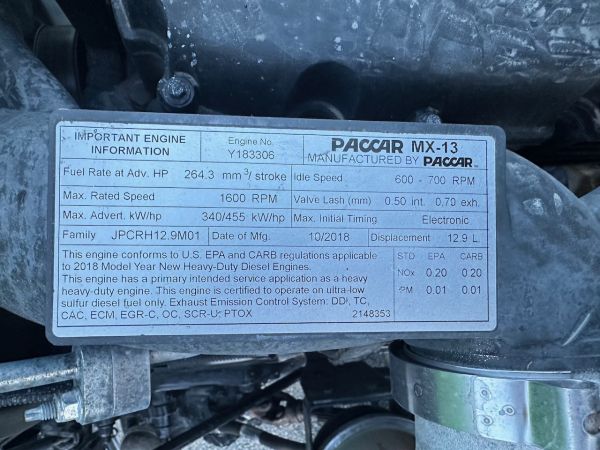 IMPORTANT ENGINE INFORMATION
Engine No. Y183306
PACCAR MX-13
MANUFACTURED BY PACCAR
Fuel Rate at Adv. HP 264.3 mm³/stroke
Idle Speed 600 - 700 RPM
Max. Rated Speed 1600 RPM
Valve Lash (mm) 0.50 int. 0.70 exh.
Max. Advert. kW/hp 340/455 kW/hp
Max. Initial Timing Electronic
Family JPCRH12.9M01
Date of Mfg. 10/2018
Displacement 12.9 L
This engine conforms to U.S. EPA and CARB regulations applicable
to 2018 Model Year New Heavy-Duty Diesel Engines.
This engine has a primary intended service application as a heavy
heavy-duty engine. This engine is certified to operate on ultra-low
sulfur diesel fuel only. Exhaust Emission Control System: DDI, TC,
CAC, ECM, EGR-C, OC, SCR-U, PTOX
2148353
STD EPA CARB
NOx 0.20 0.20
PM 0.01 0.01